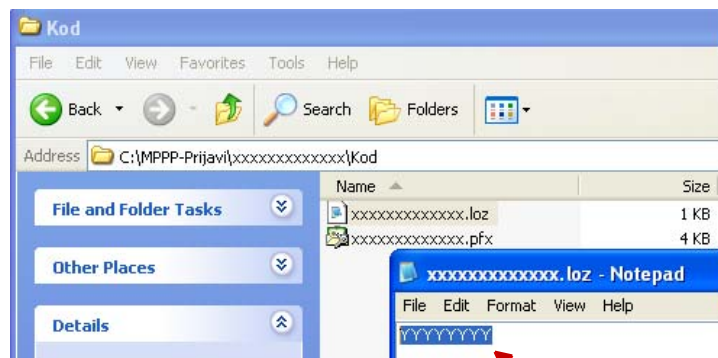 Kod
File Edit View Favorites Tools Help
Back Search Folders
Address C:\MPPP-Prijavi\xxxxxxxxxxxxx\Kod
Name Size
File and Folder Tasks
xxxxxxxxxxxxx.loz 1 KB
xxxxxxxxxxxxx.pfx 4 KB
Other Places
xxxxxxxxxxxxx.loz - Notepad
File Edit Format View Help
Details
YYYYYYYY